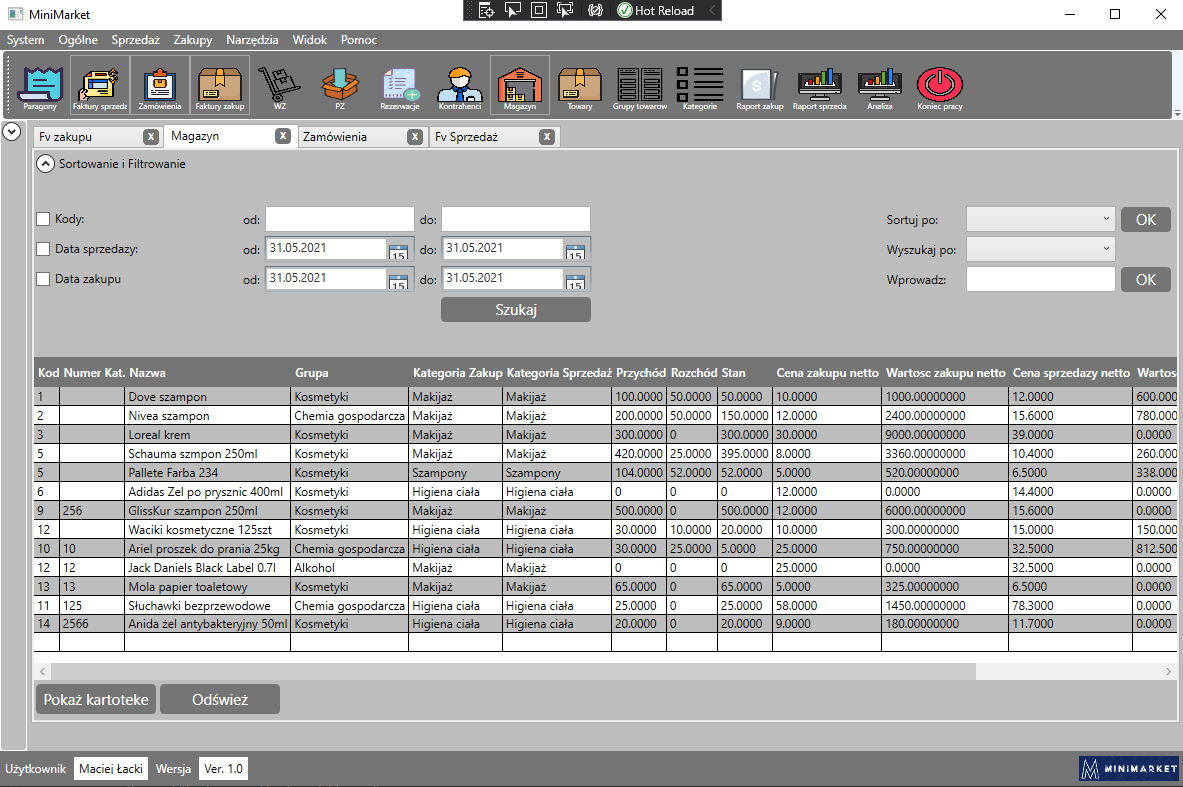 MiniMarket
Hot Reload
System Ogólne Sprzedaż Zakupy Narzędzia Widok Pomoc
Paragony Faktury sprzeda Zamówienia Faktury zakup WZ PZ Rezerwacje Kontrahenci Magazyn Towary Grupy towarow Kategorie Raport zakup Raport sprzeda Analiza Koniec pracy
Fv zakupu x Magazyn x Zamówienia x Fv Sprzedaż x
Sortowanie i Filtrowanie
Kody: od: do: Sortuj po: OK
Data sprzedazy: od: 31.05.2021 15 do: 31.05.2021 15 Wyszukaj po:
Data zakupu od: 31.05.2021 15 do: 31.05.2021 15 Wprowadz: OK
Szukaj
Kod Numer Kat. Nazwa Grupa Kategoria Zakup Kategoria Sprzedaż Przychód Rozchód Stan Cena zakupu netto Wartosc zakupu netto Cena sprzedazy netto Wartos
1 Dove szampon Kosmetyki Makijaż Makijaż 100.0000 50.0000 50.0000 10.0000 1000.00000000 12.0000 600.000
2 Nivea szampon Chemia gospodarcza Makijaż Makijaż 200.0000 50.0000 150.0000 12.0000 2400.00000000 15.6000 780.000
3 Loreal krem Kosmetyki Makijaż Makijaż 300.0000 0 300.0000 30.0000 9000.00000000 39.0000 0.0000
5 Schauma szmpon 250ml Kosmetyki Makijaż Makijaż 420.0000 25.0000 395.0000 8.0000 3360.00000000 10.4000 260.000
5 Pallete Farba 234 Kosmetyki Szampony Szampony 104.0000 52.0000 52.0000 5.0000 520.00000000 6.5000 338.000
6 Adidas Zel po prysznic 400ml Kosmetyki Higiena ciała Higiena ciała 0 0 0 12.0000 0.0000 14.4000 0.0000
9 256 GlissKur szampon 250ml Kosmetyki Higiena ciała Higiena ciała 500.0000 0 500.0000 12.0000 6000.00000000 15.6000 0.0000
12 Waciki kosmetyczne 125szt Kosmetyki Higiena ciała Higiena ciała 30.0000 10.0000 20.0000 10.0000 300.00000000 15.0000 150.000
10 10 Ariel proszek do prania 25kg Chemia gospodarcza Higiena ciała Higiena ciała 30.0000 25.0000 5.0000 25.0000 750.00000000 32.5000 812.500
12 12 Jack Daniels Black Label 0.7l Alkohol Makijaż Makijaż 0 0 0 25.0000 0.0000 32.5000 0.0000
13 13 Mola papier toaletowy Kosmetyki Makijaż Makijaż 65.0000 0 65.0000 5.0000 325.00000000 6.5000 0.0000
11 125 Słuchawki bezprzewodowe Chemia gospodarcza Higiena ciała Higiena ciała 25.0000 0 25.0000 58.0000 1450.00000000 78.3000 0.0000
14 2566 Anida żel antybakteryjny 50ml Kosmetyki Higiena ciała Higiena ciała 20.0000 0 20.0000 9.0000 180.00000000 11.7000 0.0000
Pokaż kartoteke Odśwież
Użytkownik Maciej Łącki Wersja Ver. 1.0 MINIMARKET